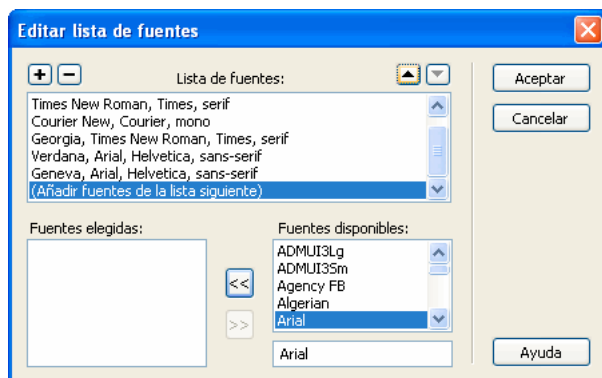 Editar lista de fuentes
Lista de fuentes:
Aceptar
Times New Roman, Times, serif
Courier New, Courier, mono
Georgia, Times New Roman, Times, serif
Verdana, Arial, Helvetica, sans-serif
Geneva, Arial, Helvetica, sans-serif
(Añadir fuentes de la lista siguiente)
Cancelar
Fuentes elegidas:
Fuentes disponibles:
ADMUI3Lg
ADMUI3Sm
Agency FB
Algerian
Arial
<<
>>
Arial
Ayuda